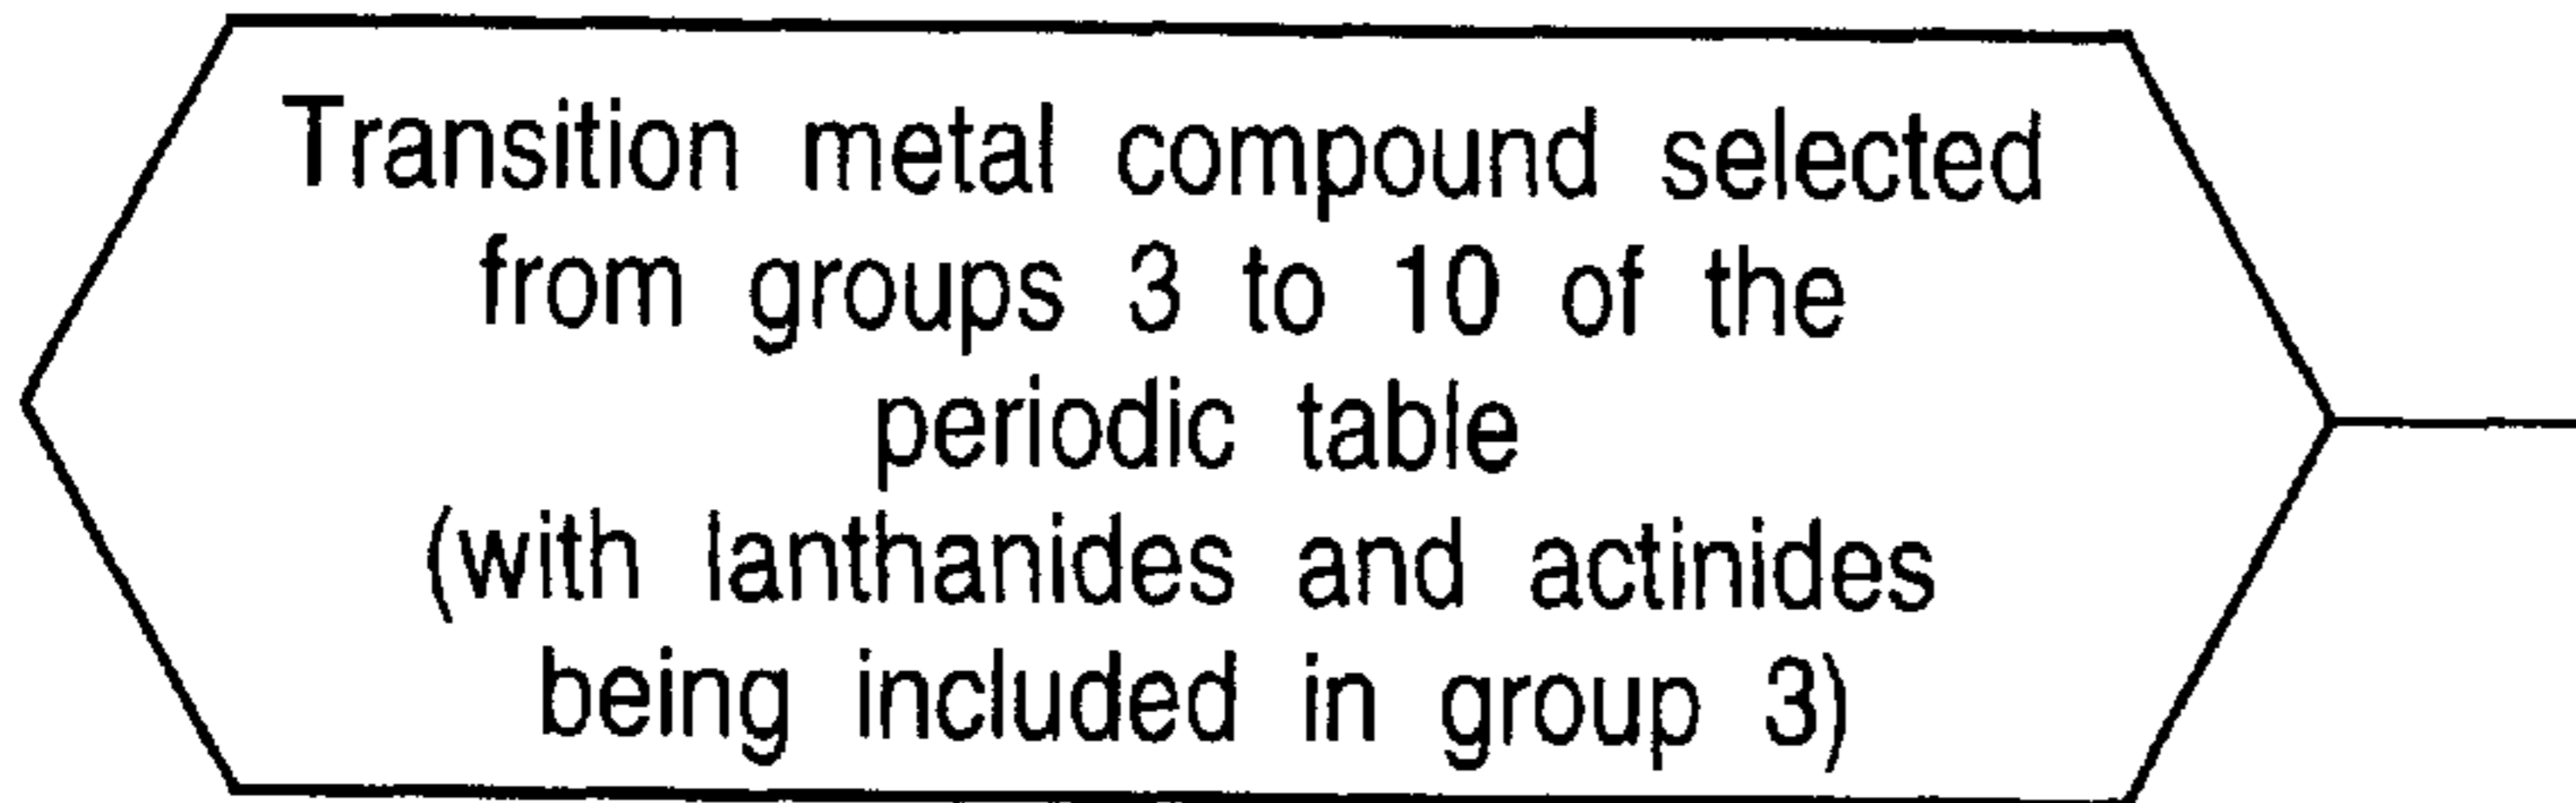 Transition metal compound selected
from groups 3 to 10 of the
periodic table
(with lanthanides and actinides
being included in group 3)